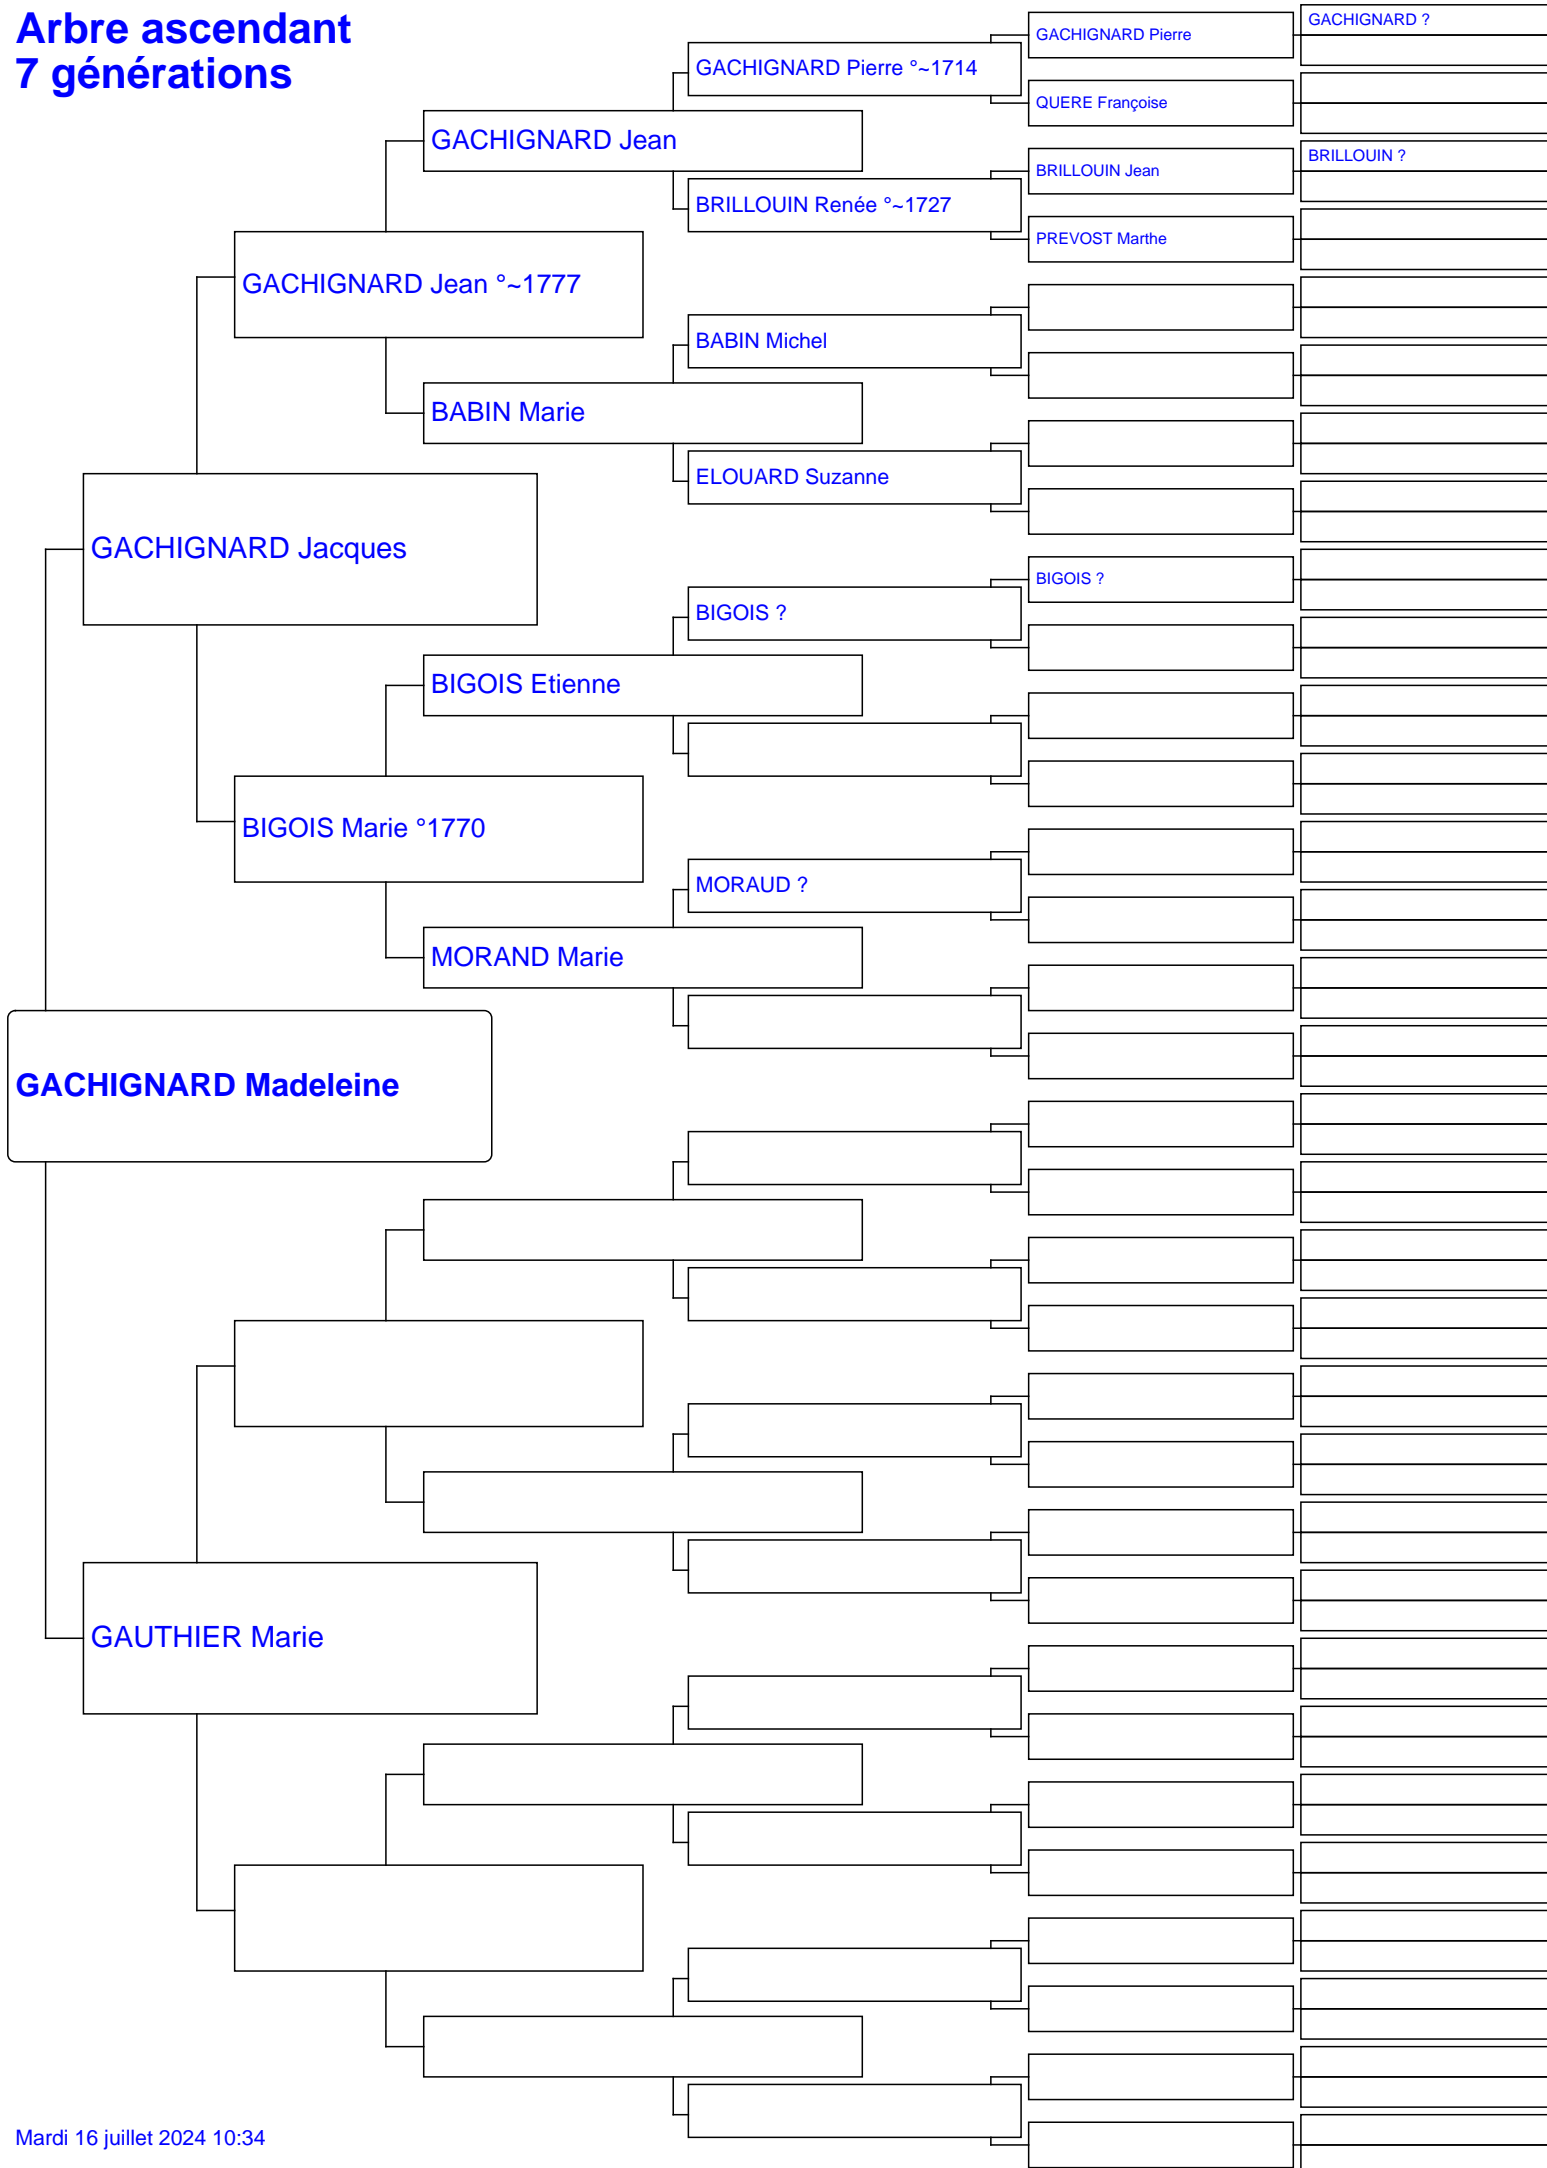 Arbre ascendant
7 générations
GACHIGNARD ?
GACHIGNARD Pierre
GACHIGNARD Pierre °~1714
QUERE Françoise
GACHIGNARD Jean
BRILLOUIN ?
BRILLOUIN Jean
BRILLOUIN Renée °~1727
PREVOST Marthe
GACHIGNARD Jean °~1777
BABIN Michel
BABIN Marie
ELOUARD Suzanne
GACHIGNARD Jacques
BIGOIS ?
BIGOIS ?
BIGOIS Etienne
BIGOIS Marie °1770
MORAUD ?
MORAND Marie
GACHIGNARD Madeleine
GAUTHIER Marie
Mardi 16 juillet 2024 10:34